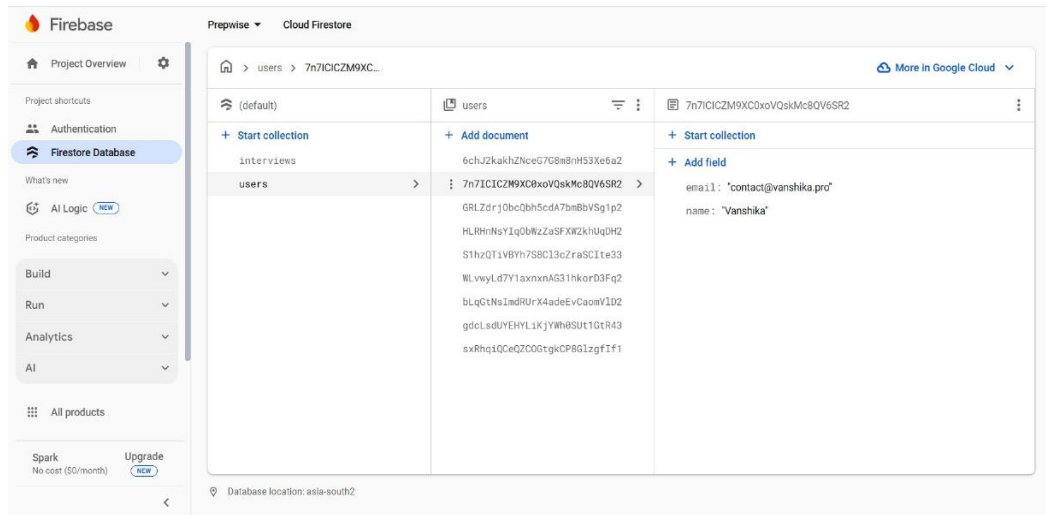 Firebase
Prepwise
Cloud Firestore
Project Overview
Project shortcuts
Authentication
Firestore Database
What's new
AI Logic NEW
Product categories
Build
Run
Analytics
AI
All products
Spark
No cost ($0/month)
Upgrade
NEW
users > 7n7ICICZM9XC...
More in Google Cloud
(default)
+ Start collection
interviews
users
users
+ Add document
6chJ2kakhZNceG7G8m8nH53Xe6a2
7n7ICICZM9XC0xoVQskMc8QV6SR2
GRLZdrjObcQbh5cdA7bmBbVSg1p2
HLRHnNsYIqObWzZaSFXW2khUqDH2
S1hzQTiVBYh7S8Cl3cZraSCIte33
WLvwyLd7Y1axnxnAG31hkorD3Fq2
bLqGtNsImdRUrX4adeEvCaomVlD2
gdcLsdUYEHYLiKjYWh0SUt1GtR43
sxRhqiQCeQZCOGtgkCP8GlzgfIf1
7n7ICICZM9XC0xoVQskMc8QV6SR2
+ Start collection
+ Add field
email: "contact@vanshika.pro"
name: "Vanshika"
Database location: asia-south2